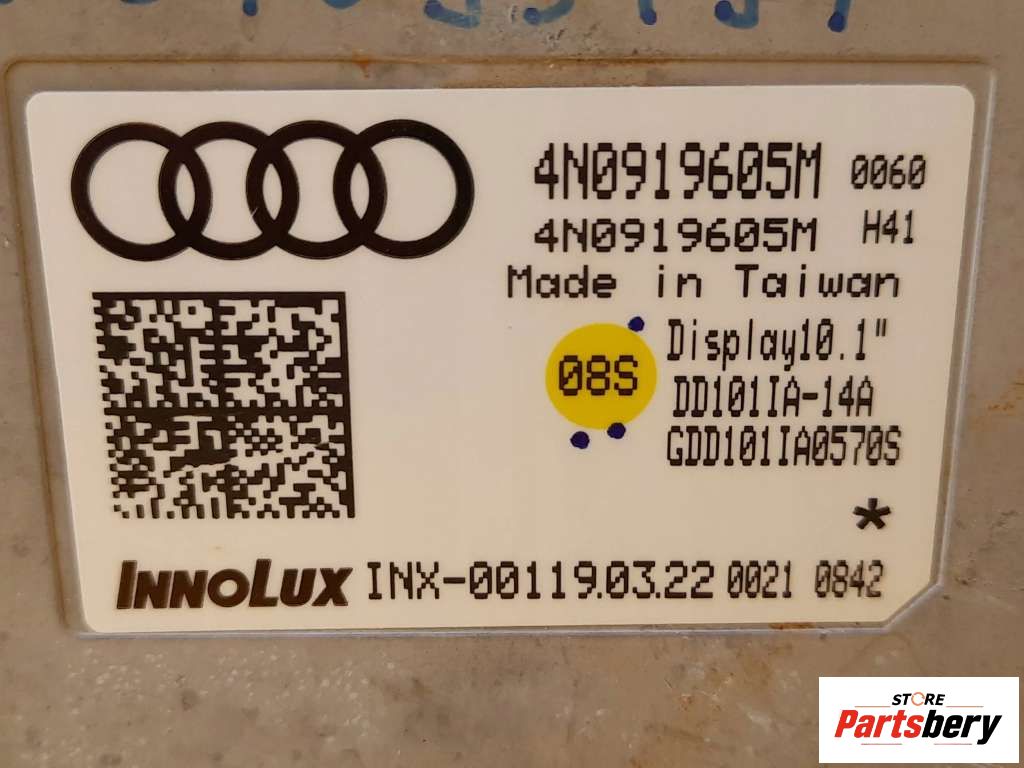 4N0919605M 0060
4N0919605M H41
Made in Taiwan
08S
Display10.1"
DD101IA-14A
GDD101IA0570S
*
INNOLUX INX-00119.03.22 0021 0842
STORE
Partsbery